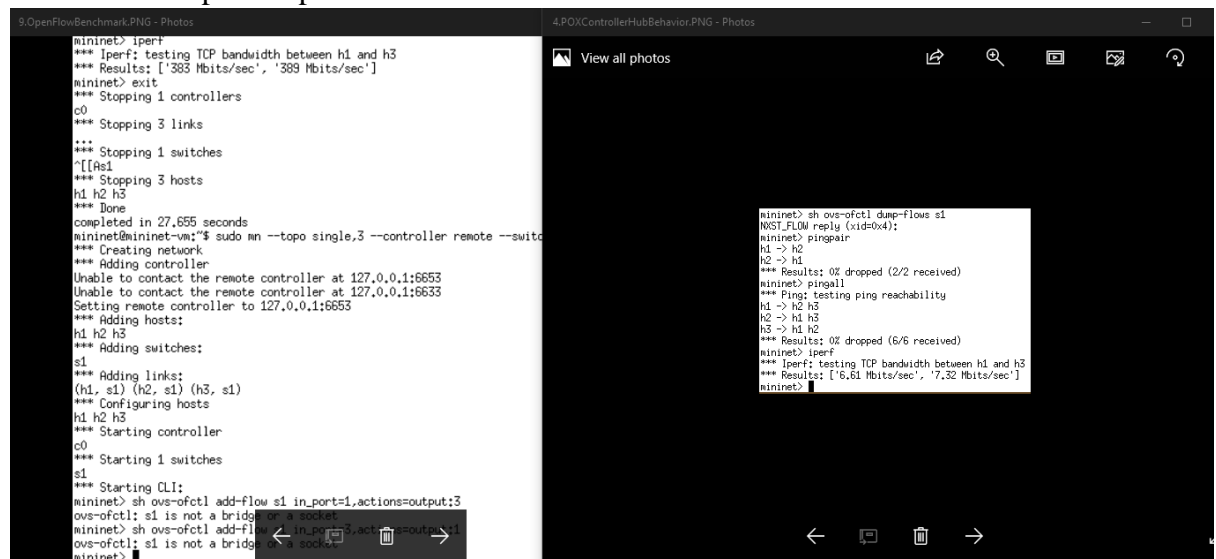 9.OpenFlowBenchmark.PNG - Photos
mininet> iperf
*** Iperf: testing TCP bandwidth between h1 and h3
*** Results: ['383 Mbits/sec', '389 Mbits/sec']
mininet> exit
*** Stopping 1 controllers
c0
*** Stopping 3 links
...
*** Stopping 1 switches
^[[As1
*** Stopping 3 hosts
h1 h2 h3
*** Done
completed in 27.655 seconds
mininet@mininet-vm:~$ sudo mn --topo single,3 --controller remote --switc
*** Creating network
*** Adding controller
Unable to contact the remote controller at 127.0.0.1:6653
Unable to contact the remote controller at 127.0.0.1:6633
Setting remote controller to 127.0.0.1:6653
*** Adding hosts:
h1 h2 h3
*** Adding switches:
s1
*** Adding links:
(h1, s1) (h2, s1) (h3, s1)
*** Configuring hosts
h1 h2 h3
*** Starting controller
c0
*** Starting 1 switches
s1
*** Starting CLI:
mininet> sh ovs-ofctl add-flow s1 in_port=1,actions=output:3
ovs-ofctl: s1 is not a bridge or a socket
mininet> sh ovs-ofctl add-flow s1 in_port=3,actions=output:1
ovs-ofctl: s1 is not a bridge or a socket
mininet>
4.POXControllerHubBehavior.PNG - Photos
View all photos
mininet> sh ovs-ofctl dump-flows s1
NXST_FLOW reply (xid=0x4):
mininet> pingpair
h1 -> h2
h2 -> h1
*** Results: 0% dropped (2/2 received)
mininet> pingall
*** Ping: testing ping reachability
h1 -> h2 h3
h2 -> h1 h3
h3 -> h1 h2
*** Results: 0% dropped (6/6 received)
mininet> iperf
*** Iperf: testing TCP bandwidth between h1 and h3
*** Results: ['6.61 Mbits/sec', '7.32 Mbits/sec']
mininet>